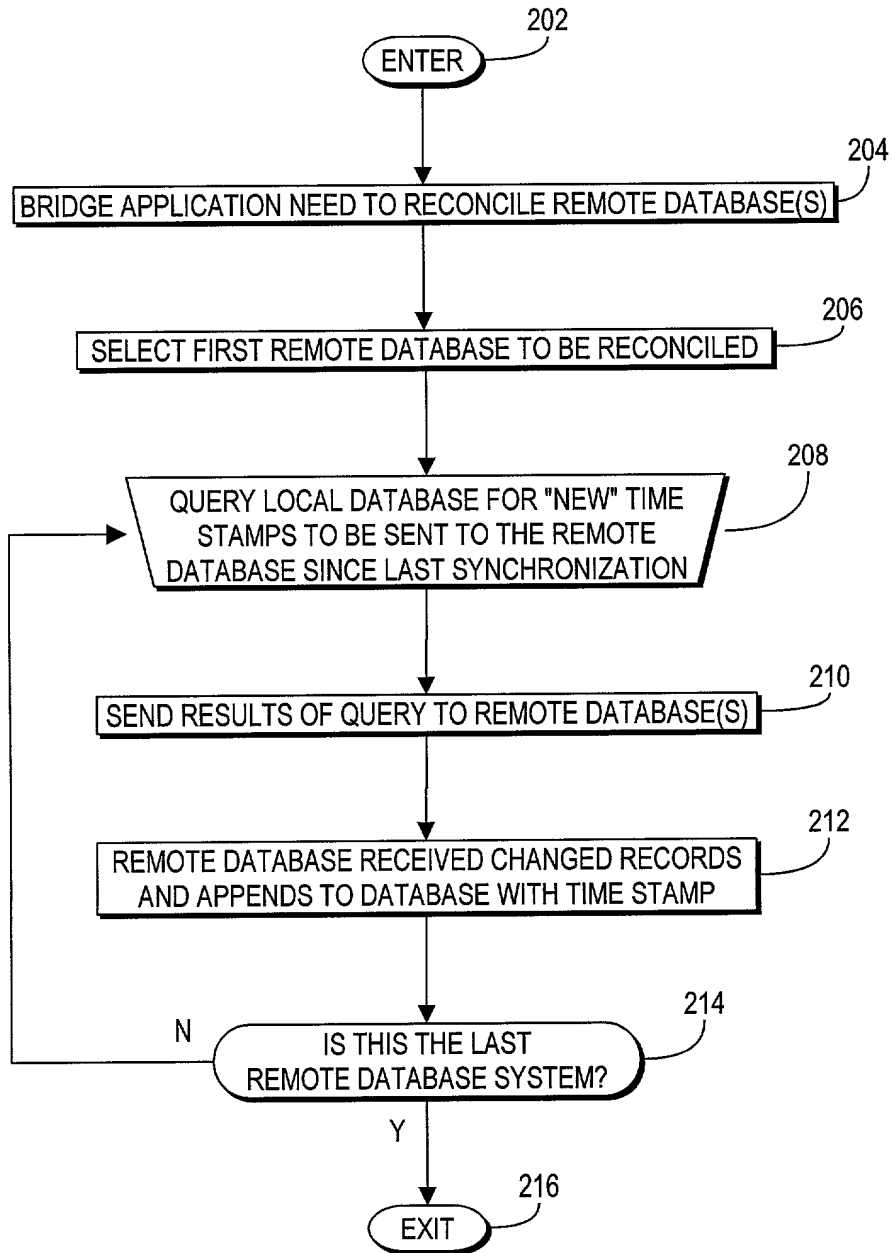 202
ENTER
204
BRIDGE APPLICATION NEED TO RECONCILE REMOTE DATABASE(S)
206
SELECT FIRST REMOTE DATABASE TO BE RECONCILED
208
QUERY LOCAL DATABASE FOR "NEW" TIME
STAMPS TO BE SENT TO THE REMOTE
DATABASE SINCE LAST SYNCHRONIZATION
210
SEND RESULTS OF QUERY TO REMOTE DATABASE(S)
212
REMOTE DATABASE RECEIVED CHANGED RECORDS
AND APPENDS TO DATABASE WITH TIME STAMP
214
N
IS THIS THE LAST
REMOTE DATABASE SYSTEM?
Y
216
EXIT